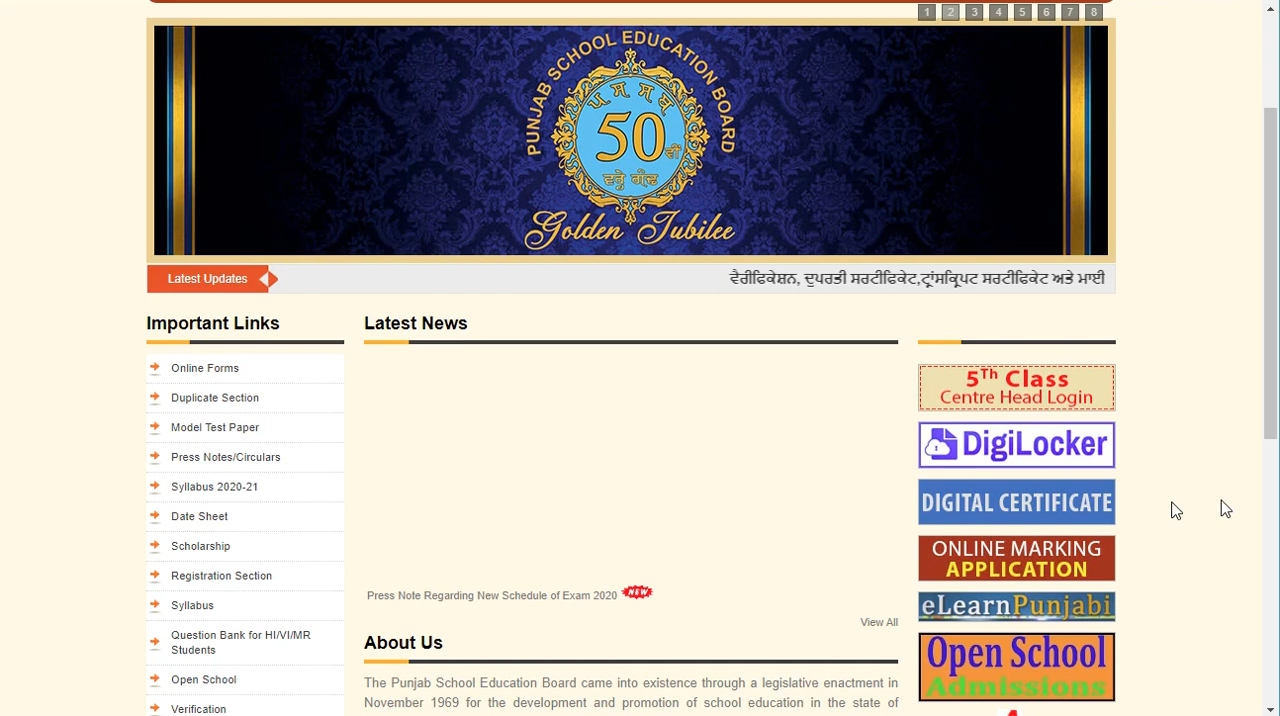 1 2 3 4 5 6 7 8
PUNJAB SCHOOL EDUCATION BOARD
ਪ ਸ ਸ ਬ
50 ਵੀਂ
ਵਰ੍ਹੇ ਗੰਢ
Golden Jubilee
Latest Updates
ਵੈਰੀਫਿਕੇਸ਼ਨ, ਦੁਪਰਤੀ ਸਰਟੀਫਿਕੇਟ,ਟ੍ਰਾਂਸਕ੍ਰਿਪਟ ਸਰਟੀਫਿਕੇਟ ਅਤੇ ਮਾਈ
Important Links
Online Forms
Duplicate Section
Model Test Paper
Press Notes/Circulars
Syllabus 2020-21
Date Sheet
Scholarship
Registration Section
Syllabus
Question Bank for HI/VI/MR
Students
Open School
Verification
Latest News
Press Note Regarding New Schedule of Exam 2020 NEW
View All
About Us
The Punjab School Education Board came into existence through a legislative enactment in
November 1969 for the development and promotion of school education in the state of
5Th Class
Centre Head Login
DigiLocker
DIGITAL CERTIFICATE
ONLINE MARKING
APPLICATION
eLearnPunjabi
Open School
Admissions